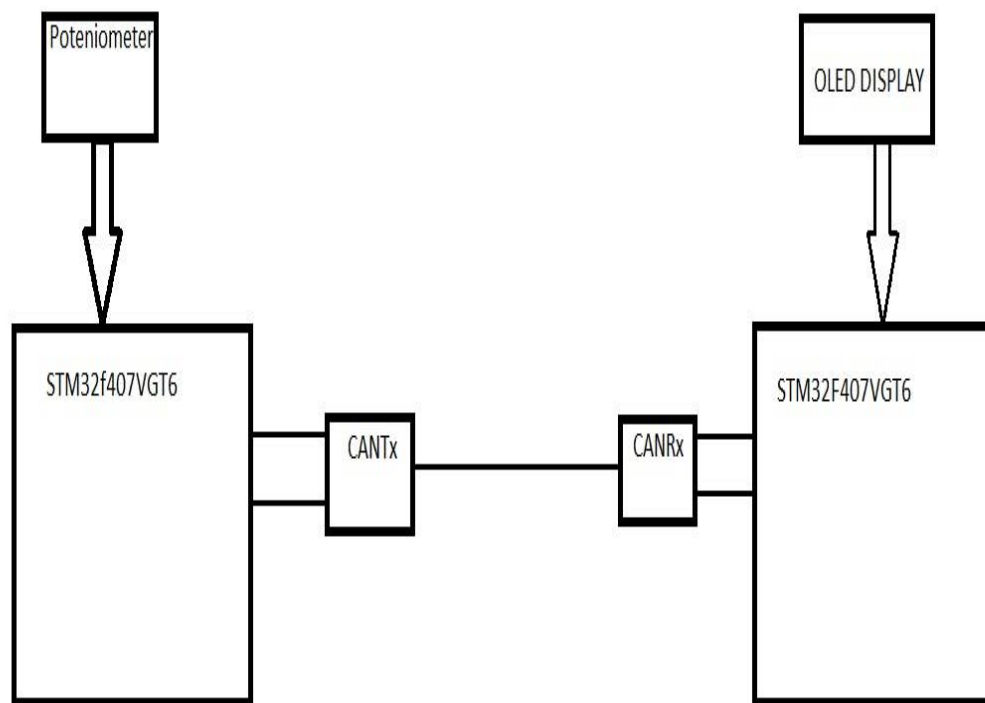 Poteniometer
OLED DISPLAY
STM32f407VGT6
STM32F407VGT6
CANTx
CANRx